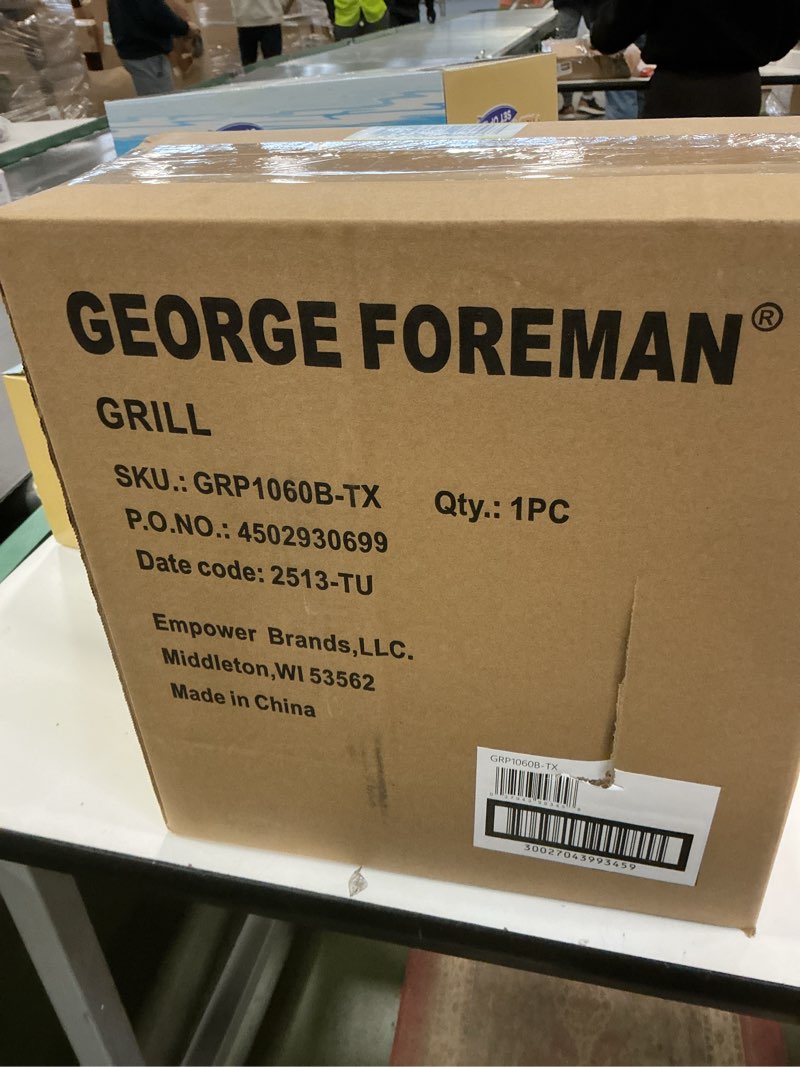 GEORGE FOREMAN®
GRILL
SKU.: GRP1060B-TX Qty.: 1PC
P.O.NO.: 4502930699
Date code: 2513-TU
Empower Brands,LLC.
Middleton,WI 53562
Made in China
GRP1060B-TX
30027043993459